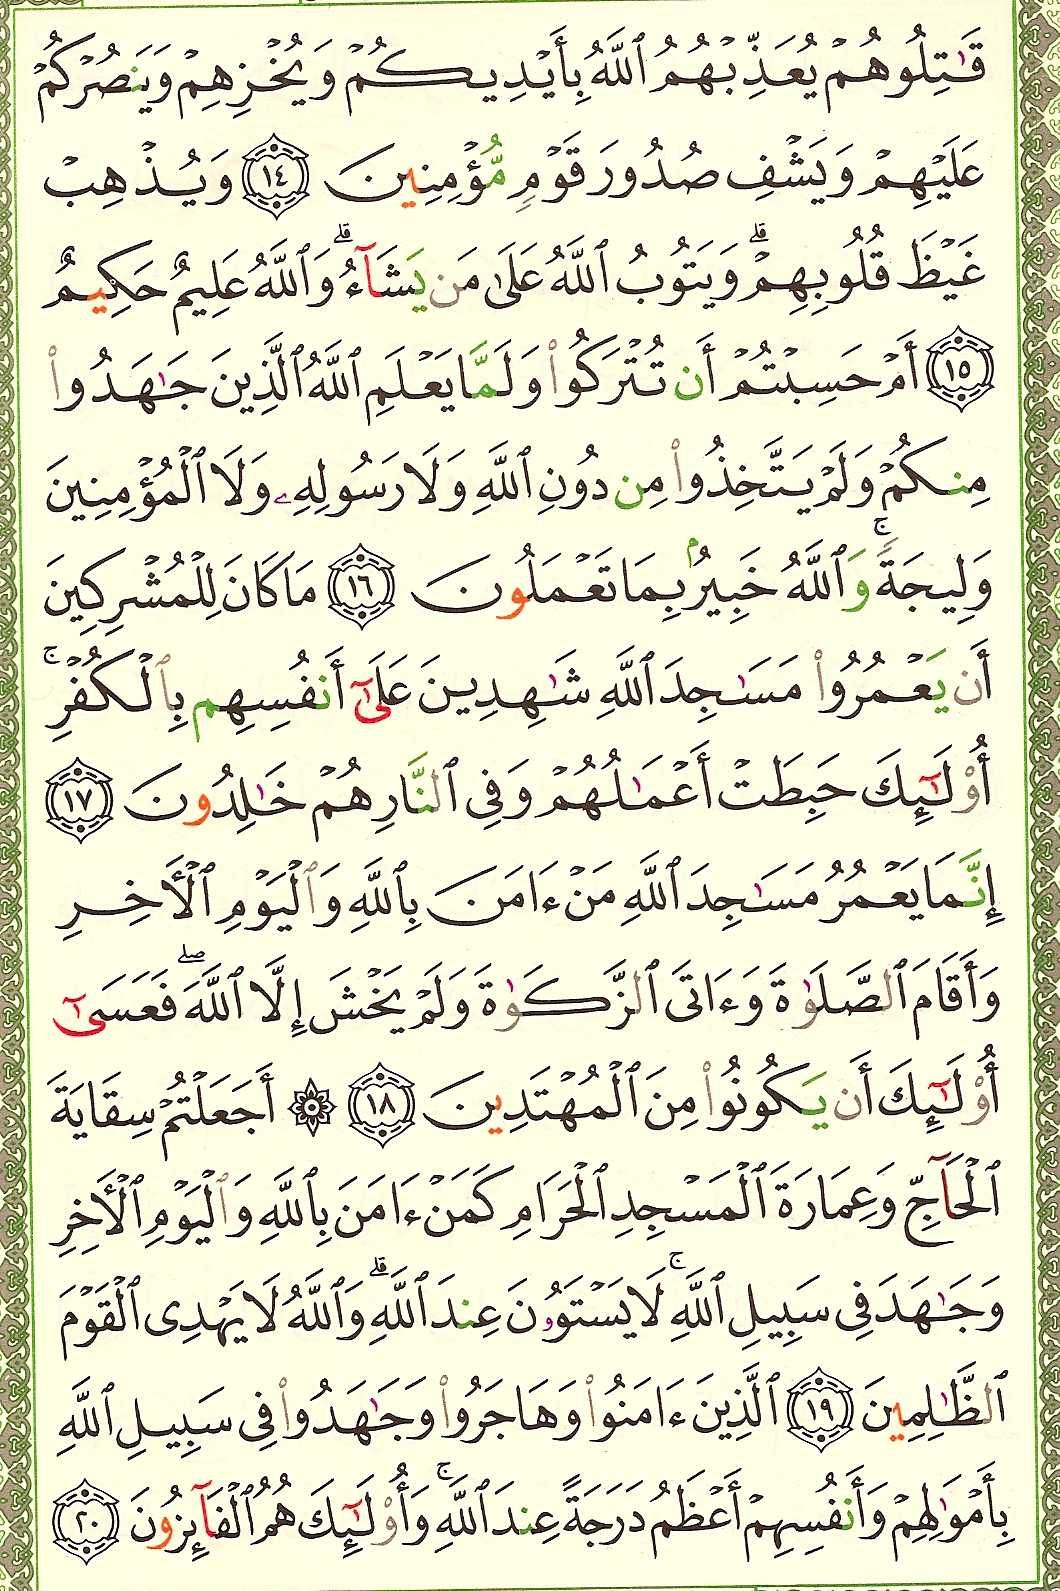 قَٰتِلُوهُمْ يُعَذِّبْهُمُ ٱللَّهُ بِأَيْدِيكُمْ وَيُخْزِهِمْ وَيَنصُرْكُمْ
عَلَيْهِمْ وَيَشْفِ صُدُورَ قَوْمٍ مُّؤْمِنِينَ ١٤ وَيُذْهِبْ
غَيْظَ قُلُوبِهِمْ ۗ وَيَتُوبُ ٱللَّهُ عَلَىٰ مَن يَشَآءُ ۗ وَٱللَّهُ عَلِيمٌ حَكِيمٌ
١٥ أَمْ حَسِبْتُمْ أَن تُتْرَكُوا۟ وَلَمَّا يَعْلَمِ ٱللَّهُ ٱلَّذِينَ جَٰهَدُوا۟
مِنكُمْ وَلَمْ يَتَّخِذُوا۟ مِن دُونِ ٱللَّهِ وَلَا رَسُولِهِۦ وَلَا ٱلْمُؤْمِنِينَ
وَلِيجَةً ۚ وَٱللَّهُ خَبِيرٌۢ بِمَا تَعْمَلُونَ ١٦ مَا كَانَ لِلْمُشْرِكِينَ
أَن يَعْمُرُوا۟ مَسَٰجِدَ ٱللَّهِ شَٰهِدِينَ عَلَىٰٓ أَنفُسِهِم بِٱلْكُفْرِ ۚ
أُو۟لَٰٓئِكَ حَبِطَتْ أَعْمَٰلُهُمْ وَفِى ٱلنَّارِ هُمْ خَٰلِدُونَ ١٧
إِنَّمَا يَعْمُرُ مَسَٰجِدَ ٱللَّهِ مَنْ ءَامَنَ بِٱللَّهِ وَٱلْيَوْمِ ٱلْءَاخِرِ
وَأَقَامَ ٱلصَّلَوٰةَ وَءَاتَى ٱلزَّكَوٰةَ وَلَمْ يَخْشَ إِلَّا ٱللَّهَ ۖ فَعَسَىٰٓ
أُو۟لَٰٓئِكَ أَن يَكُونُوا۟ مِنَ ٱلْمُهْتَدِينَ ١٨ ۞ أَجَعَلْتُمْ سِقَايَةَ
ٱلْحَآجِّ وَعِمَارَةَ ٱلْمَسْجِدِ ٱلْحَرَامِ كَمَنْ ءَامَنَ بِٱللَّهِ وَٱلْيَوْمِ ٱلْءَاخِرِ
وَجَٰهَدَ فِى سَبِيلِ ٱللَّهِ ۚ لَا يَسْتَوُۥنَ عِندَ ٱللَّهِ ۗ وَٱللَّهُ لَا يَهْدِى ٱلْقَوْمَ
ٱلظَّٰلِمِينَ ١٩ ٱلَّذِينَ ءَامَنُوا۟ وَهَاجَرُوا۟ وَجَٰهَدُوا۟ فِى سَبِيلِ ٱللَّهِ
بِأَمْوَٰلِهِمْ وَأَنفُسِهِمْ أَعْظَمُ دَرَجَةً عِندَ ٱللَّهِ ۚ وَأُو۟لَٰٓئِكَ هُمُ ٱلْفَآئِزُونَ ٢٠